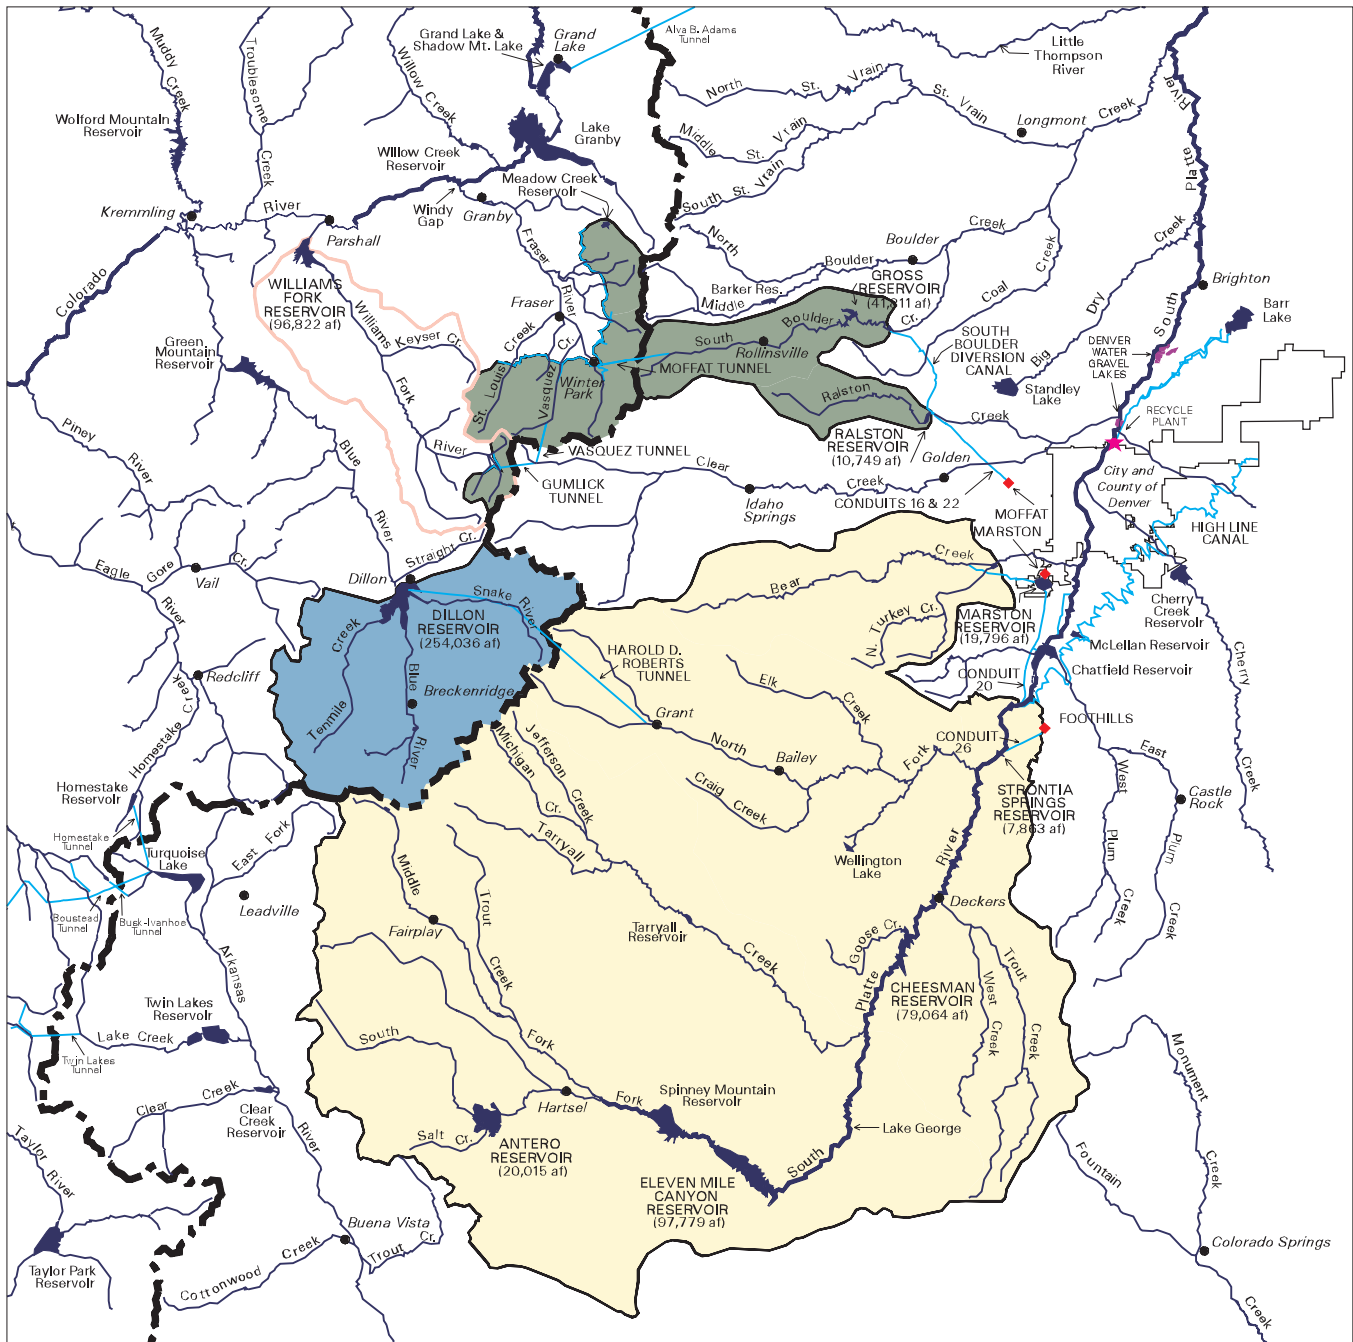 Grand Lake &
Shadow Mt. Lake
Grand
Lake
Alva B. Adams
Tunnel
Little
Thompson
River
Muddy Creek
Troublesome
Creek
Willow Creek
North
St. Vrain
St. Vrain
Creek
River
Platte
South
Longmont
Middle
St. Vrain
South St. Vrain
Wolford Mountain
Reservoir
Lake
Granby
Willow Creek
Reservoir
Meadow Creek
Reservoir
Kremmling
River
Parshall
Windy
Gap
Granby
Colorado
Fraser
River
North
Boulder
Creek
Boulder
Creek
Creek
Coal
Dry
Big
Brighton
Barr
Lake
WILLIAMS
FORK
RESERVOIR
(96,822 af)
Williams
Fork
River
Keyser Cr.
Fraser
Creek
St. Louis
Cr.
Vasquez
Winter
Park
Barker Res.
Middle
GROSS
RESERVOIR
(41,811 af)
Boulder
Cr.
South
Rollinsville
MOFFAT TUNNEL
SOUTH
BOULDER
DIVERSION
CANAL
DENVER
WATER
GRAVEL
LAKES
Standley
Lake
Green
Mountain
Reservoir
Ralston
Creek
RECYCLE
PLANT
RALSTON
RESERVOIR
(10,749 af)
Golden
Piney
River
Blue
River
VASQUEZ TUNNEL
GUMLICK
TUNNEL
Clear
Creek
Idaho
Springs
CONDUITS 16 & 22
MOFFAT
MARSTON
City and
County of
Denver
HIGH LINE
CANAL
Straight Cr.
Dillon
Eagle
River
Gore
Cr.
Vail
Snake
River
DILLON
RESERVOIR
(254,036 af)
Creek
Tenmile
Blue
River
Breckenridge
Bear
Creek
N. Turkey Cr.
MARSTON
RESERVOIR
(19,796 af)
Cherry
Creek
Reservoir
McLellan Reservoir
Chatfield Reservoir
Cherry
Creek
HAROLD D.
ROBERTS
TUNNEL
CONDUIT
20
Redcliff
Homestake
Creek
Elk
Creek
Grant
North
Fork
Bailey
Craig
Creek
CONDUIT
26
FOOTHILLS
Jefferson
Creek
Michigan
Cr.
Tarryall
Creek
STRONTIA
SPRINGS
RESERVOIR
(7,863 af)
East
Plum
Creek
West
Plum
Creek
Castle
Rock
Homestake
Reservoir
Homestake
Tunnel
Turquoise
Lake
East Fork
Leadville
Boustead
Tunnel
Busk-Ivanhoe
Tunnel
Middle
Fairplay
Trout
Creek
Fork
Tarryall
Reservoir
Wellington
Lake
River
Deckers
Goose Cr.
Trout
Creek
West
Creek
Platte
CHEESMAN
RESERVOIR
(79,064 af)
Arkansas
River
Twin Lakes
Reservoir
Lake Creek
Twin Lakes
Tunnel
South
Clear
Creek
Clear
Creek
Reservoir
Hartsel
Fork
Spinney Mountain
Reservoir
Salt Cr.
ANTERO
RESERVOIR
(20,015 af)
ELEVEN MILE
CANYON
RESERVOIR
(97,779 af)
South
Lake George
Monument
Creek
Fountain
Creek
Colorado Springs
Taylor
River
Taylor Park
Reservoir
Buena Vista
Trout
Cr.
Cottonwood
Creek